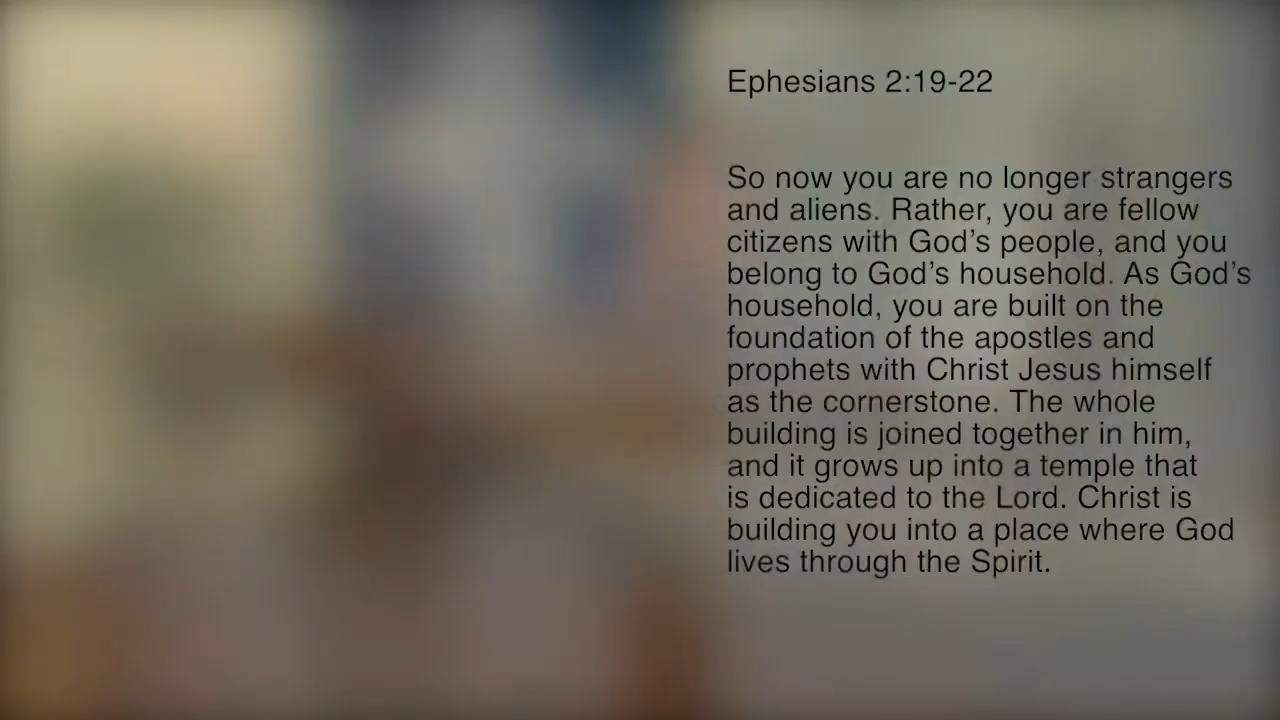 Ephesians 2:19-22
So now you are no longer strangers
and aliens. Rather, you are fellow
citizens with God’s people, and you
belong to God’s household. As God’s
household, you are built on the
foundation of the apostles and
prophets with Christ Jesus himself
as the cornerstone. The whole
building is joined together in him,
and it grows up into a temple that
is dedicated to the Lord. Christ is
building you into a place where God
lives through the Spirit.